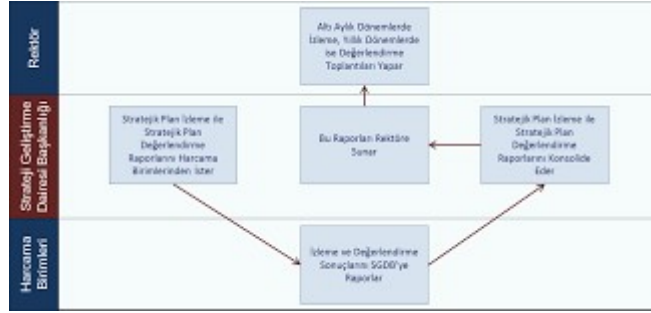 Rektör
Altı Aylık Dönemlerde
İzleme, Yıllık Dönemlerde
ise Değerlendirme
Toplantıları Yapar
Strateji Geliştirme
Dairesi Başkanlığı
Stratejik Plan İzleme ile
Stratejik Plan
Değerlendirme
Raporlarını Harcama
Birimlerinden İster
Bu Raporları Rektöre
Sunar
Stratejik Plan İzleme ile
Stratejik Plan
Değerlendirme
Raporlarını Konsolide
Eder
Harcama
Birimleri
İzleme ve Değerlendirme
Sonuçlarını SGDB'ye
Raporlar